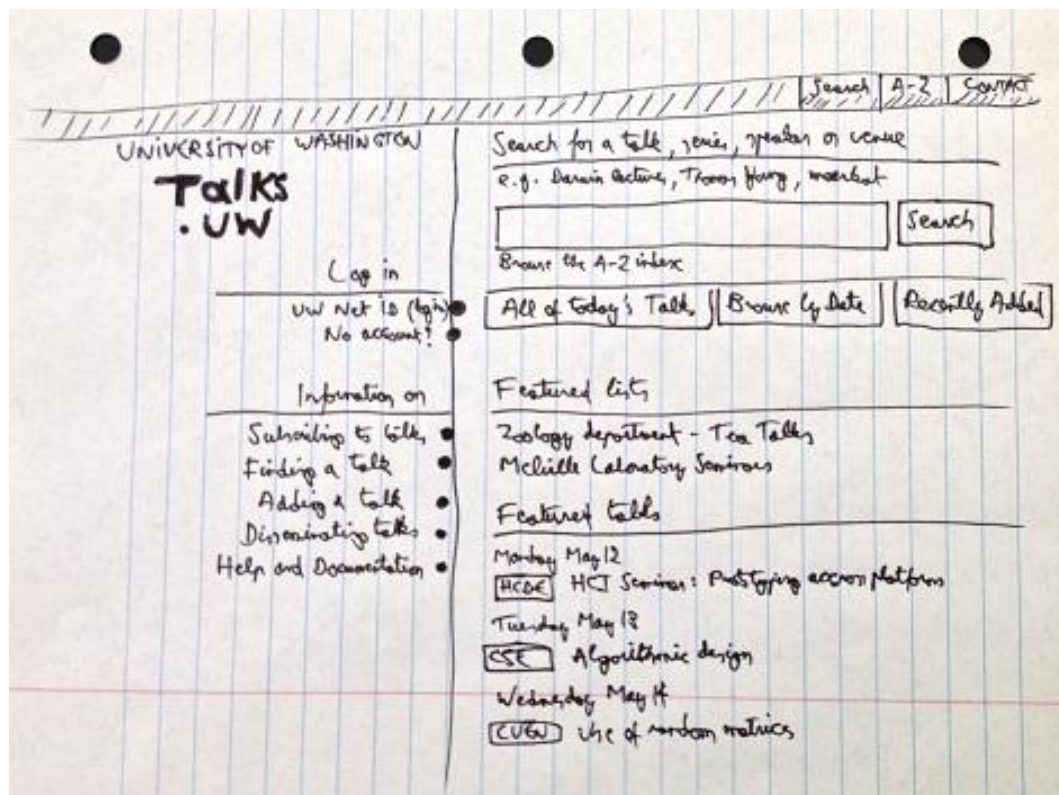 Search A-Z CONTACT
UNIVERSITY OF WASHINGTON
Talks
.UW
Log in
UW Net iD (login)
No account?
Information on
Subscribing to talks
Finding a talk
Adding a talk
Disseminating talks
Help and Documentation
Search for a talk, series, speaker or venue
e.g. Darwin lectures, Thomas Young, meerkat
Search
Browse the A-Z index
All of today's Talks Browse by Date Recently Added
Featured lists
Zoology department - Tea Talks
Melville Laboratory Seminars
Featured talks
Monday May 12
HCDE HCI Seminar: Prototyping across platforms
Tuesday May 13
CSE Algorithmic design
Wednesday May 14
Use of random matrices